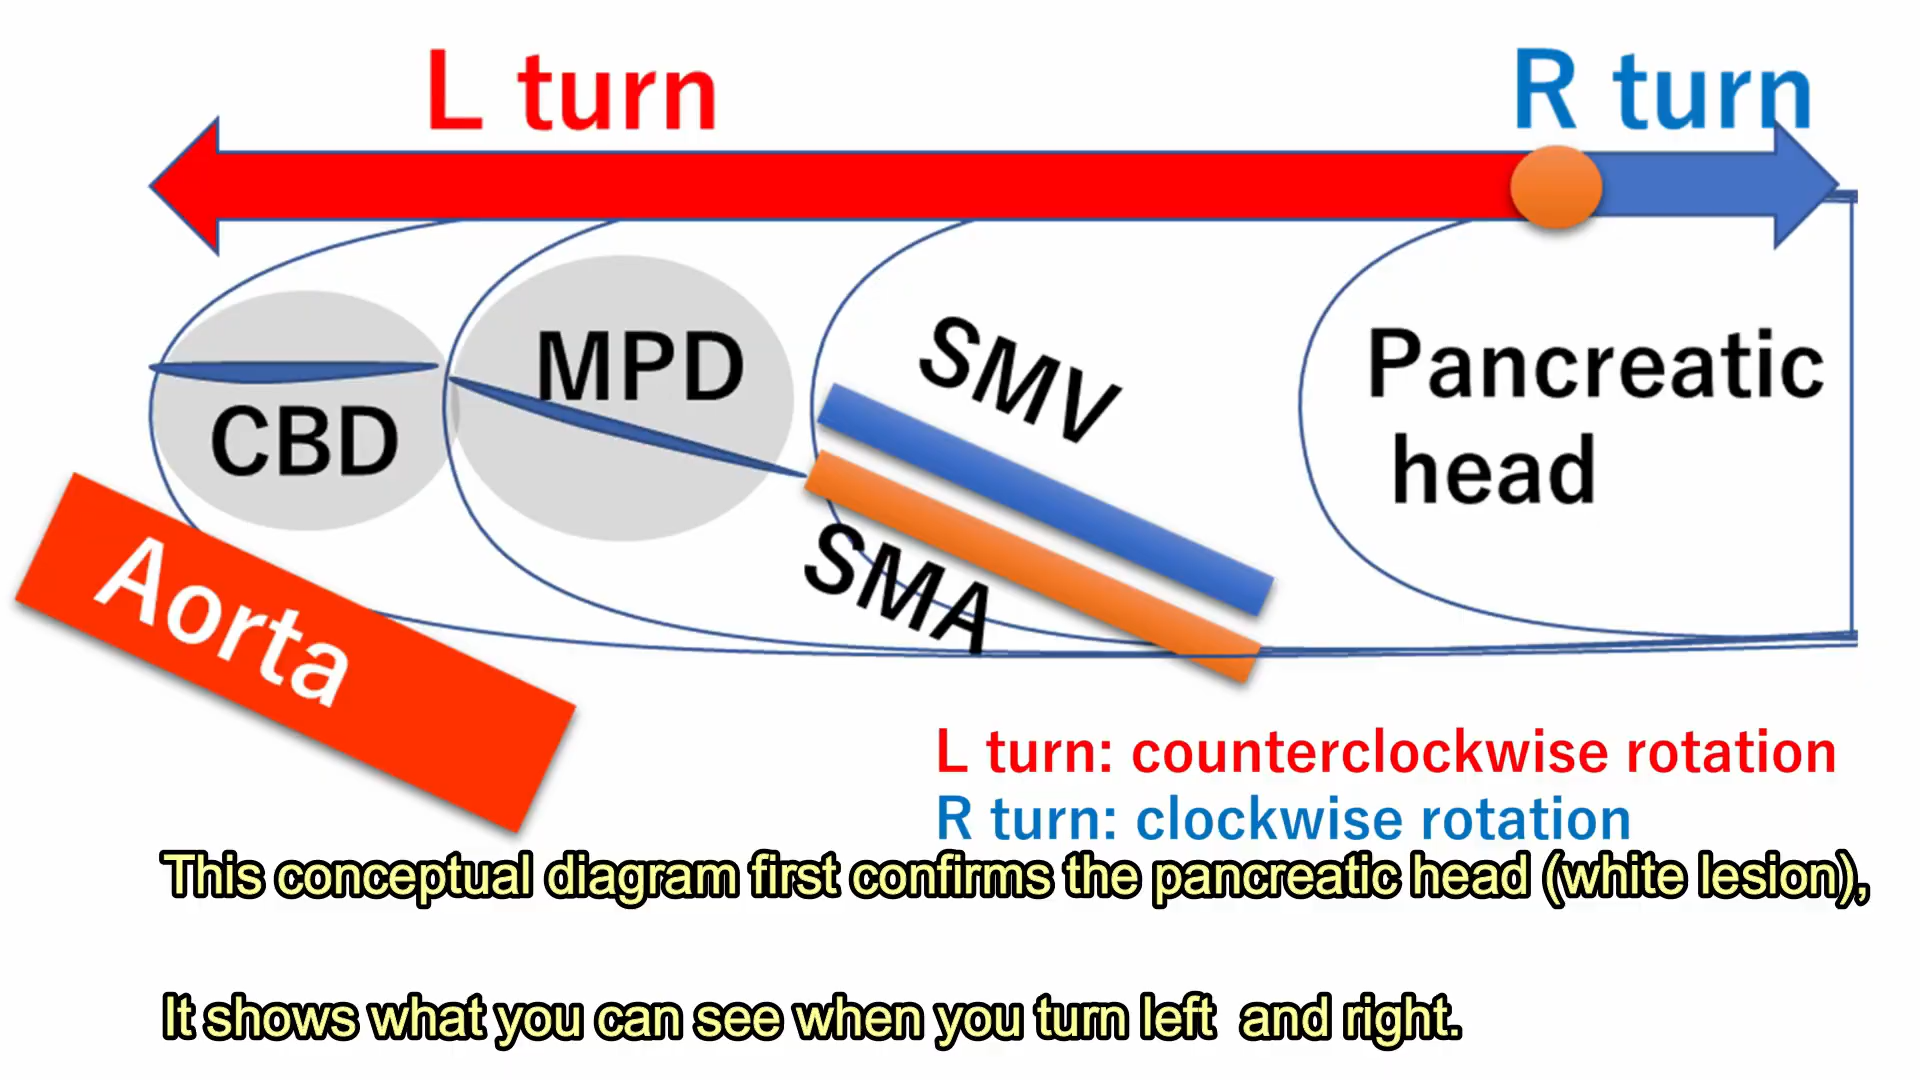 L turn
R turn
CBD
MPD
SMV
SMA
Pancreatic
head
Aorta
L turn: counterclockwise rotation
R turn: clockwise rotation
This conceptual diagram first confirms the pancreatic head (white lesion),
It shows what you can see when you turn left  and right.